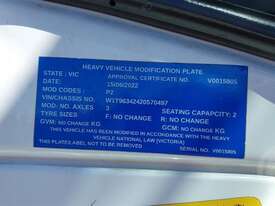 HEAVY VEHICLE MODIFICATION PLATE
STATE : VIC APPROVAL CERTIFICATE NO. V0015805
DATE: 15/06/2022
MOD CODES : P2
VIN/CHASSIS NO. W1T96342420570497
MOD NO. AXLES 3 SEATING CAPACITY: 2
TYRE SIZES F: NO CHANGE R: NO CHANGE
GVM: NO CHANGE KG GCM: NO CHANGE KG
THIS VEHICLE HAS BEEN MODIFIED IN ACCORDANCE WITH THE HEAVY
VEHICLE NATIONAL LAW (VICTORIA)
THIS PLATE LABEL NOT TO BE REMOVED SERIAL NO. V0015805